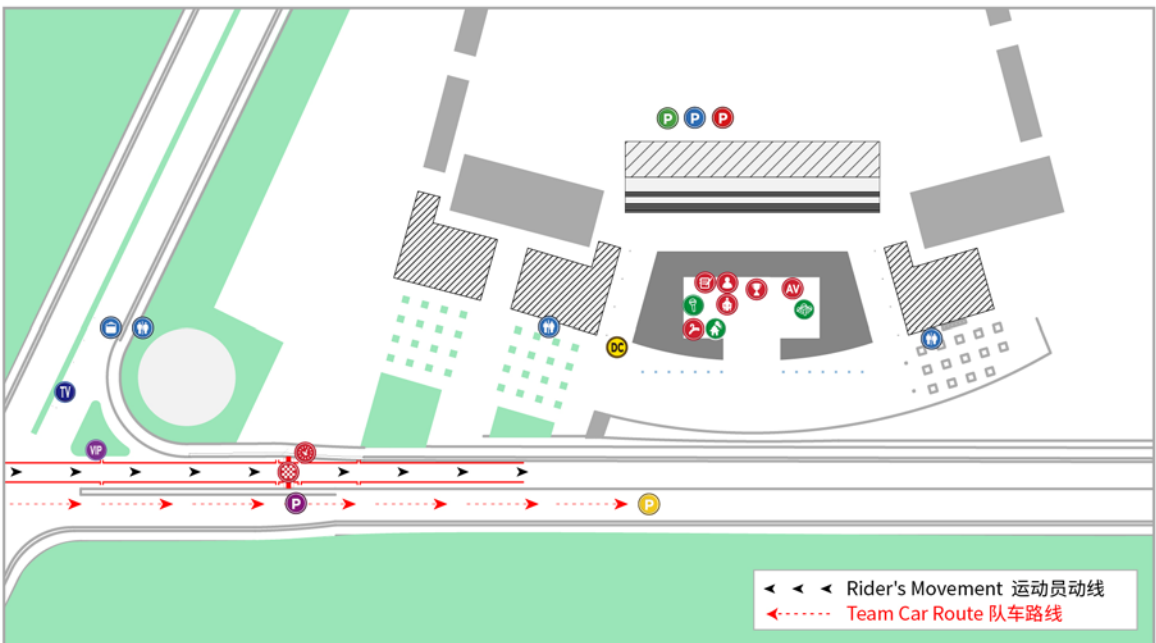 P P P
AV
DC
TV
VIP
P
P
Rider's Movement 运动员动线
Team Car Route 队车路线